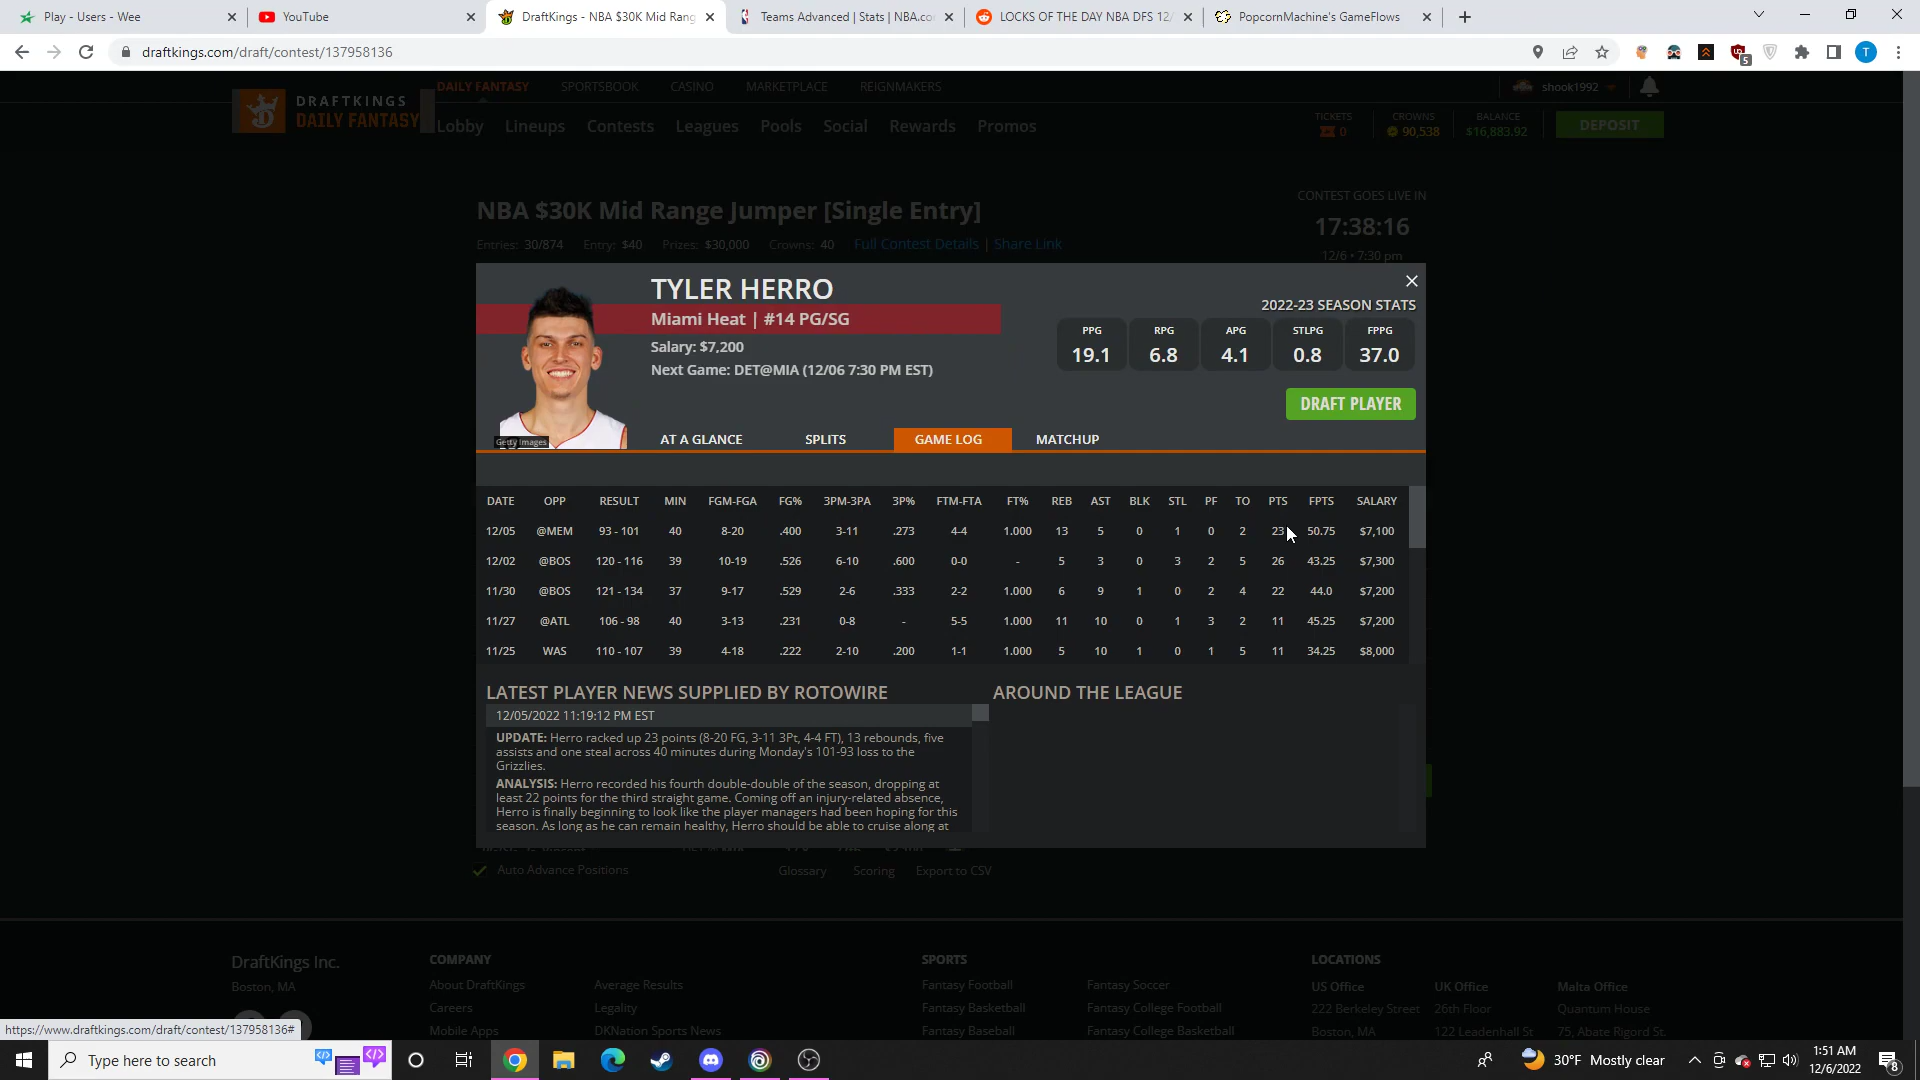 Play - Users - Wee
YouTube
DraftKings - NBA $30K Mid Rang
Teams Advanced | Stats | NBA.co
LOCKS OF THE DAY NBA DFS 12/
PopcornMachine's GameFlows
draftkings.com/draft/contest/137958136
5
T
DRAFTKINGS
DAILY FANTASY
DAILY FANTASY SPORTSBOOK CASINO MARKETPLACE REIGNMAKERS
shook1992
Lobby Lineups Contests Leagues Pools Social Rewards Promos
TICKETS
0
CROWNS
90,538
BALANCE
$16,883.92
DEPOSIT
NBA $30K Mid Range Jumper [Single Entry]
Entries: 30/874 Entry: $40 Prizes: $30,000 Crowns: 40 Full Contest Details | Share Link
CONTEST GOES LIVE IN
17:38:16
12/6 • 7:30 pm
TYLER HERRO
Miami Heat | #14 PG/SG
Salary: $7,200
Next Game: DET@MIA (12/06 7:30 PM EST)
Getty Images
2022-23 SEASON STATS
PPG RPG APG STLPG FPPG
19.1 6.8 4.1 0.8 37.0
DRAFT PLAYER
AT A GLANCE SPLITS GAME LOG MATCHUP
DATE OPP RESULT MIN FGM-FGA FG% 3PM-3PA 3P% FTM-FTA FT% REB AST BLK STL PF TO PTS FPTS SALARY
12/05 @MEM 93 - 101 40 8-20 .400 3-11 .273 4-4 1.000 13 5 0 1 0 2 23 50.75 $7,100
12/02 @BOS 120 - 116 39 10-19 .526 6-10 .600 0-0 - 5 3 0 3 2 5 26 43.25 $7,300
11/30 @BOS 121 - 134 37 9-17 .529 2-6 .333 2-2 1.000 6 9 1 0 2 4 22 44.0 $7,200
11/27 @ATL 106 - 98 40 3-13 .231 0-8 - 5-5 1.000 11 10 0 1 3 2 11 45.25 $7,200
11/25 WAS 110 - 107 39 4-18 .222 2-10 .200 1-1 1.000 5 10 1 0 1 5 11 34.25 $8,000
LATEST PLAYER NEWS SUPPLIED BY ROTOWIRE
AROUND THE LEAGUE
12/05/2022 11:19:12 PM EST
UPDATE: Herro racked up 23 points (8-20 FG, 3-11 3Pt, 4-4 FT), 13 rebounds, five
assists and one steal across 40 minutes during Monday's 101-93 loss to the
Grizzlies.
ANALYSIS: Herro recorded his fourth double-double of the season, dropping at
least 22 points for the third straight game. Coming off an injury-related absence,
Herro is finally beginning to look like the player managers had been hoping for this
season. As long as he can remain healthy, Herro should be able to cruise along at
Auto Advance Positions
Glossary Scoring Export to CSV
DraftKings Inc.
Boston, MA
COMPANY
About DraftKings
Careers
Mobile Apps
Average Results
Legality
DKNation Sports News
SPORTS
Fantasy Football
Fantasy Basketball
Fantasy Baseball
Fantasy Soccer
Fantasy College Football
Fantasy College Basketball
LOCATIONS
US Office
222 Berkeley Street
Boston, MA
UK Office
26th Floor
122 Leadenhall St
Malta Office
Quantum House
75, Abate Rigord St.
https://www.draftkings.com/draft/contest/137958136#
Type here to search
30°F Mostly clear
1:51 AM
12/6/2022
8